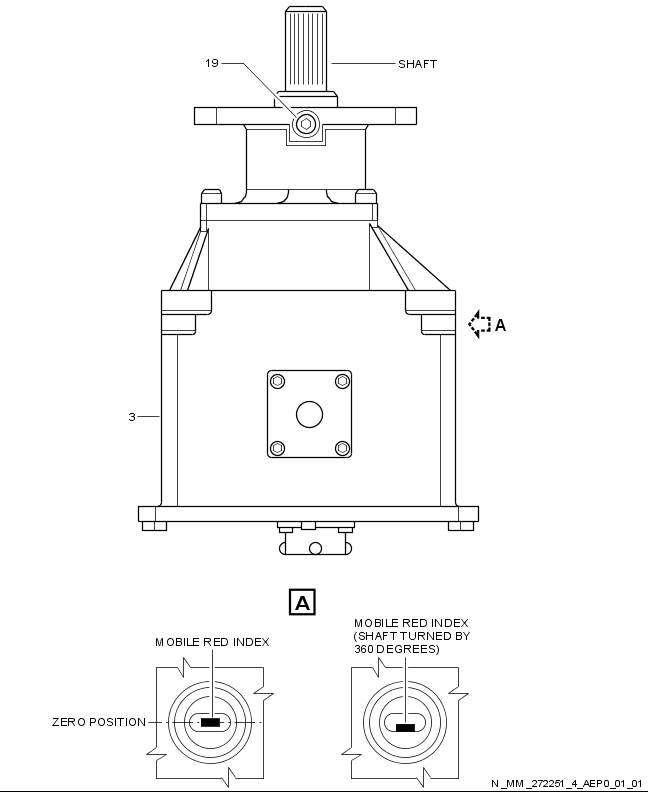 19
SHAFT
A
3
A
MOBILE RED INDEX
MOBILE RED INDEX
(SHAFT TURNED BY
360 DEGREES)
ZERO POSITION
N_MM_272251_4_AEP0_01_01